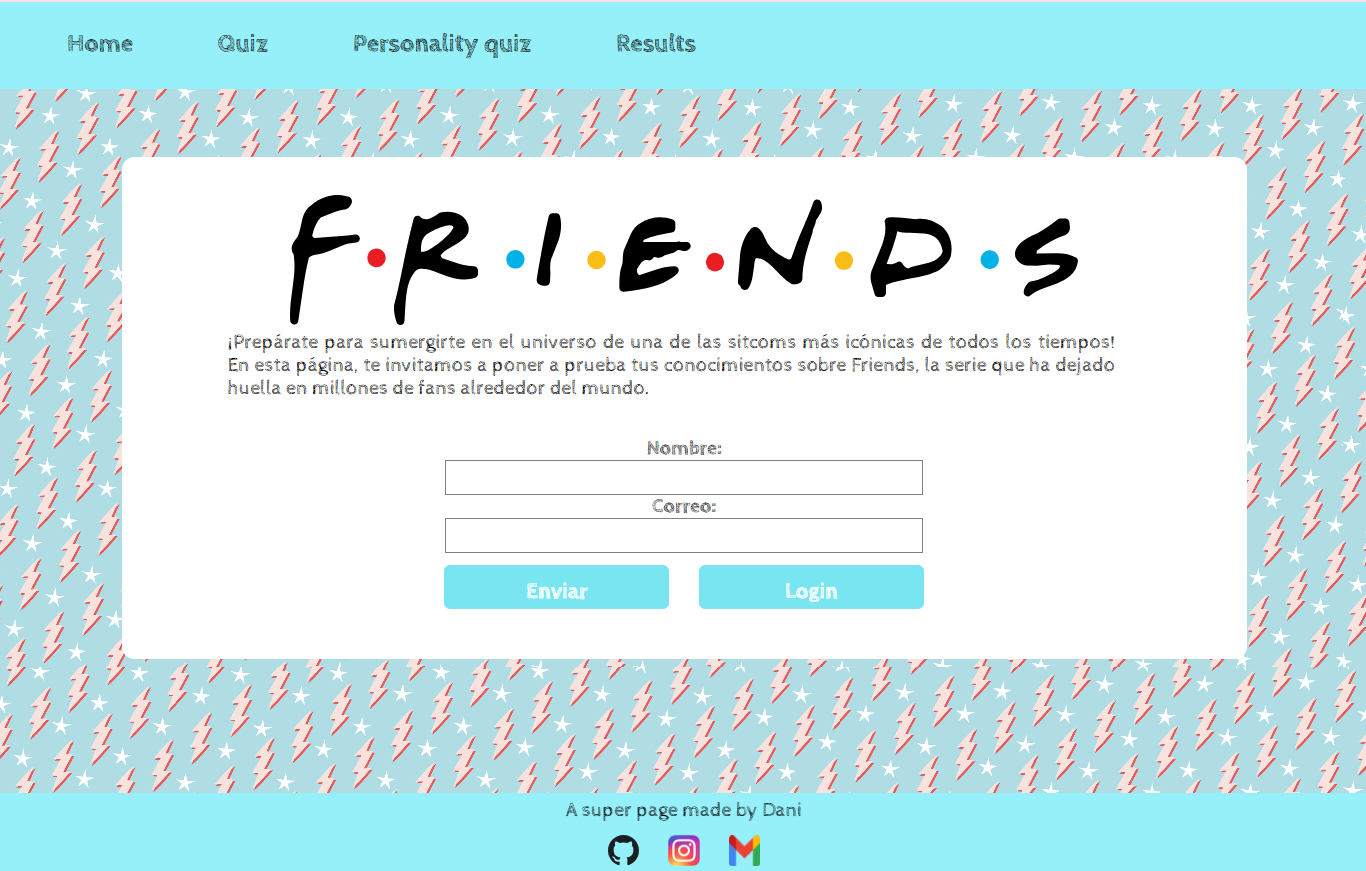 Home Quiz Personality quiz Results
F•R•I•E•N•D•S
¡Prepárate para sumergirte en el universo de una de las sitcoms más icónicas de todos los tiempos!
En esta página, te invitamos a poner a prueba tus conocimientos sobre Friends, la serie que ha dejado
huella en millones de fans alrededor del mundo.
Nombre:
Correo:
Enviar Login
A super page made by Dani